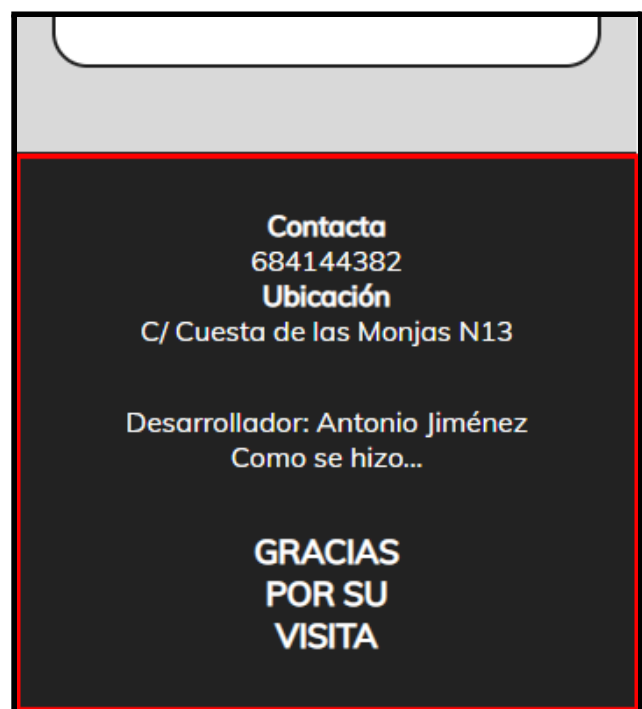 Contacta
684144382
Ubicación
C/ Cuesta de las Monjas N13
Desarrollador: Antonio Jiménez
Como se hizo...
GRACIAS
POR SU
VISITA